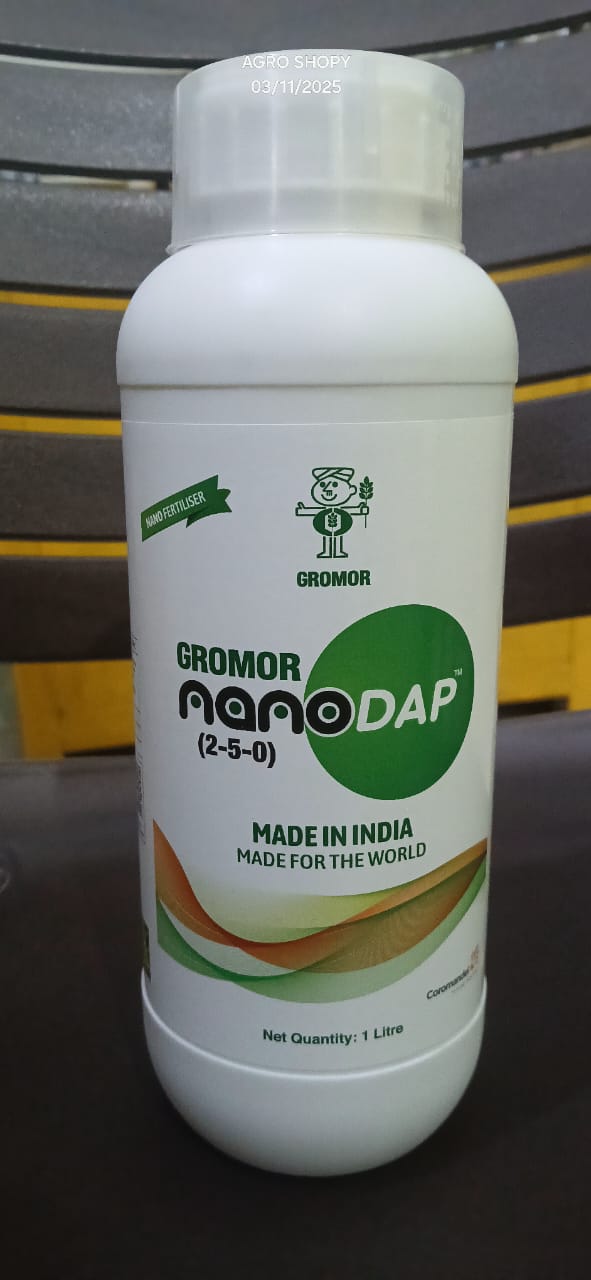 AGRO SHOPY
03/11/2025
NANO FERTILISER
GROMOR
GROMOR
nanoDAP™
(2-5-0)
MADE IN INDIA
MADE FOR THE WORLD
Coromandel
Net Quantity: 1 Litre